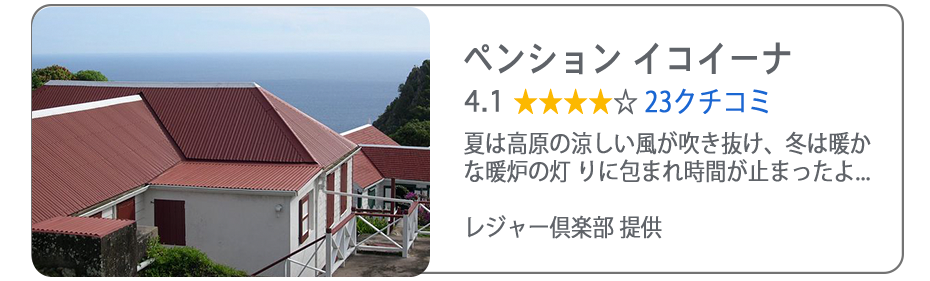 ペンション イコイーナ
4.1 ★★★★☆ 23クチコミ
夏は高原の涼しい風が吹き抜け、冬は暖か
な暖炉の灯 りに包まれ時間が止まったよ...
レジャー倶楽部 提供